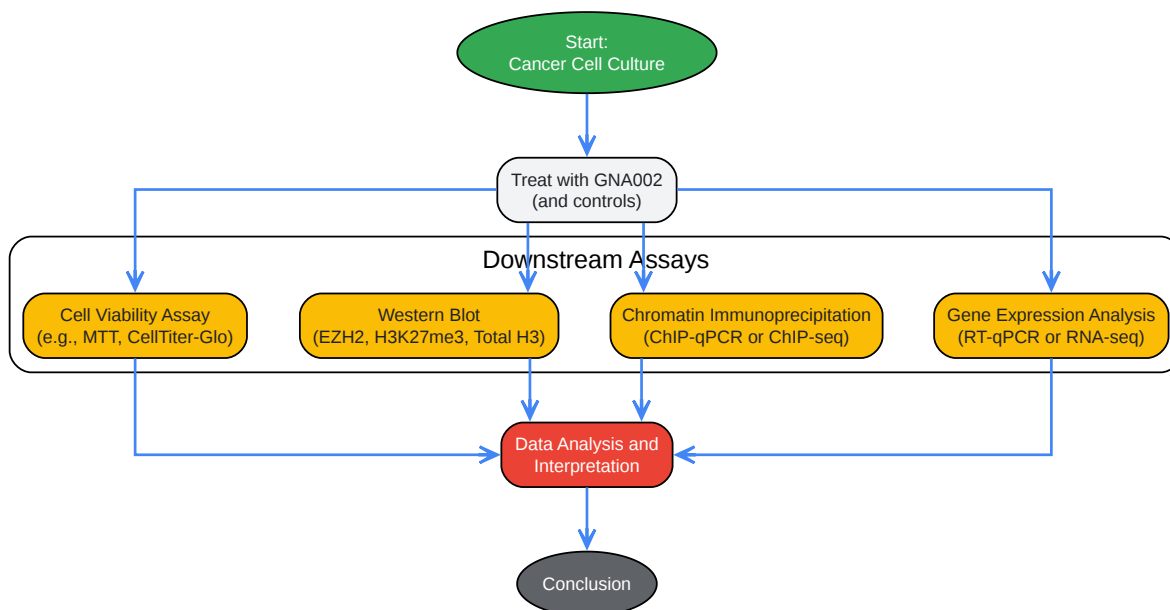 Start:
Cancer Cell Culture
Treat with GNA002
(and controls)
Downstream Assays
Cell Viability Assay
(e.g., MTT, CellTiter-Glo)
Western Blot
(EZH2, H3K27me3, Total H3)
Chromatin Immunoprecipitation
(ChIP-qPCR or ChIP-seq)
Gene Expression Analysis
(RT-qPCR or RNA-seq)
Data Analysis and
Interpretation
Conclusion